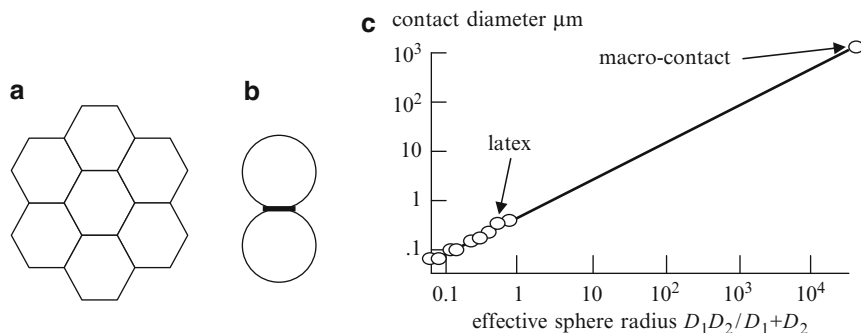 a
b
c
contact diameter μm
10³
10²
10
1
.1
macro-contact
latex
0.1 1 10 10² 10³ 10⁴
effective sphere radius D₁D₂/D₁+D₂